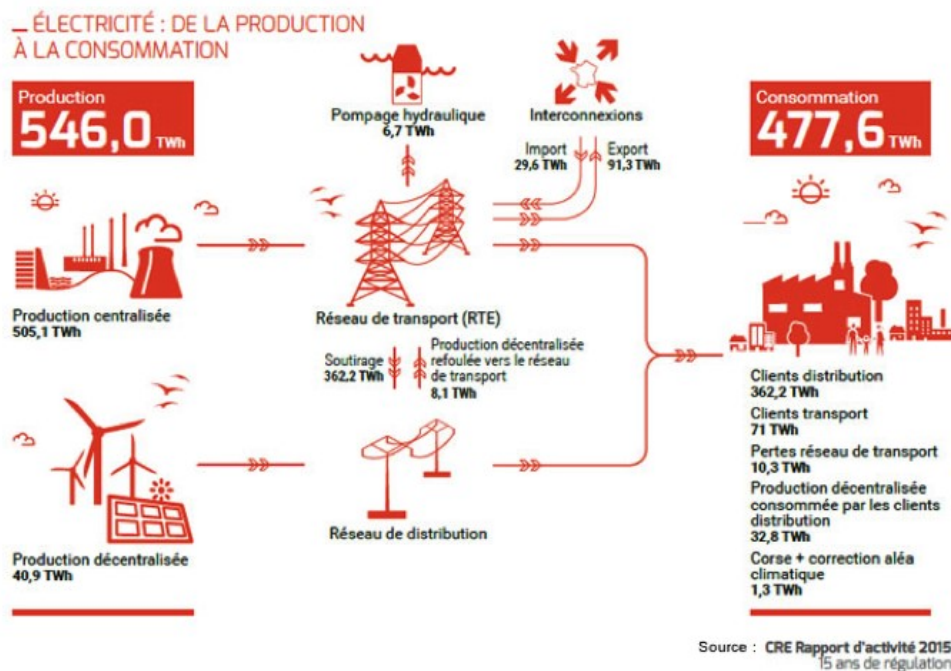 _ ÉLECTRICITÉ : DE LA PRODUCTION
À LA CONSOMMATION
Production
546,0 TWh
Pompage hydraulique
6,7 TWh
Interconnexions
Import
29,6 TWh
Export
91,3 TWh
Consommation
477,6 TWh
Production centralisée
505,1 TWh
Réseau de transport (RTE)
Soutirage
362,2 TWh
Production décentralisée
refoulée vers le réseau
de transport
8,1 TWh
Production décentralisée
40,9 TWh
Réseau de distribution
Clients distribution
362,2 TWh
Clients transport
71 TWh
Pertes réseau de transport
10,3 TWh
Production décentralisée
consommée par les clients
distribution
32,8 TWh
Corse + correction aléa
climatique
1,3 TWh
Source : CRE Rapport d'activité 2015
15 ans de régulation